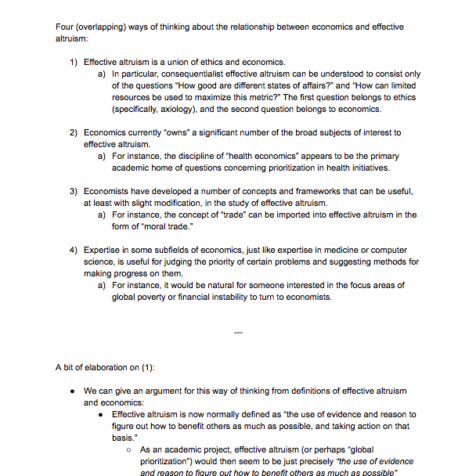 Four (overlapping) ways of thinking about the relationship between economics and effective
altruism:
1) Effective altruism is a union of ethics and economics.
a) In particular, consequentialist effective altruism can be understood to consist only
of the questions "How good are different states of affairs?" and "How can limited
resources be used to maximize this metric?" The first question belongs to ethics
(specifically, axiology), and the second question belongs to economics.
2) Economics currently "owns" a significant number of the broad subjects of interest to
effective altruism.
a) For instance, the discipline of "health economics" appears to be the primary
academic home of questions concerning prioritization in health initiatives.
3) Economists have developed a number of concepts and frameworks that can be useful,
at least with slight modification, in the study of effective altruism.
a) For instance, the concept of "trade" can be imported into effective altruism in the
form of "moral trade."
4) Expertise in some subfields of economics, just like expertise in medicine or computer
science, is useful for judging the priority of certain problems and suggesting methods for
making progress on them.
a) For instance, it would be natural for someone interested in the focus areas of
global poverty or financial instability to turn to economists.
---
A bit of elaboration on (1):
● We can give an argument for this way of thinking from definitions of effective altruism
and economics:
● Effective altruism is now normally defined as "the use of evidence and reason to
figure out how to benefit others as much as possible, and taking action on that
basis."
○ As an academic project, effective altruism (or perhaps "global
prioritization") would then seem to be just precisely "the use of evidence
and reason to figure out how to benefit others as much as possible"